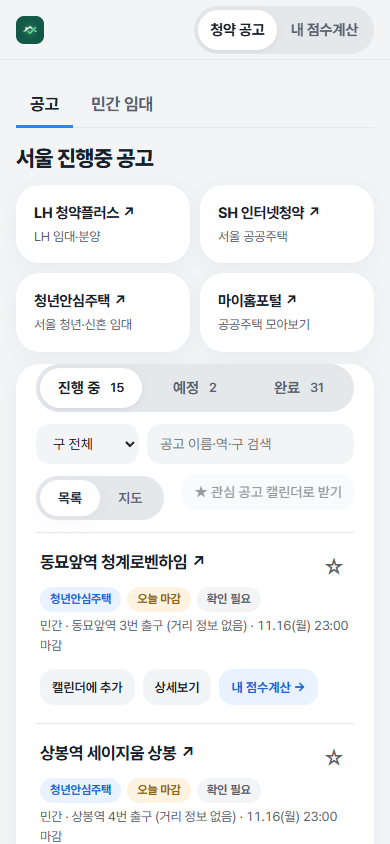 청약 공고 내 점수계산
공고 민간 임대
서울 진행중 공고
LH 청약플러스 ↗ SH 인터넷청약 ↗
LH 임대·분양 서울 공공주택
청년안심주택 ↗ 마이홈포털 ↗
서울 청년·신혼 임대 공공주택 모아보기
진행 중 15 예정 2 완료 31
구 전체 공고 이름·역·구 검색
목록 지도 ★ 관심 공고 캘린더로 받기
동묘앞역 청계로벤하임 ↗ ☆
청년안심주택 오늘 마감 확인 필요
민간 · 동묘앞역 3번 출구 (거리 정보 없음) · 11.16(월) 23:00
마감
캘린더에 추가 상세보기 내 점수계산 →
상봉역 세이지움 상봉 ↗ ☆
청년안심주택 오늘 마감 확인 필요
민간 · 상봉역 4번 출구 (거리 정보 없음) · 11.16(월) 23:00
마감